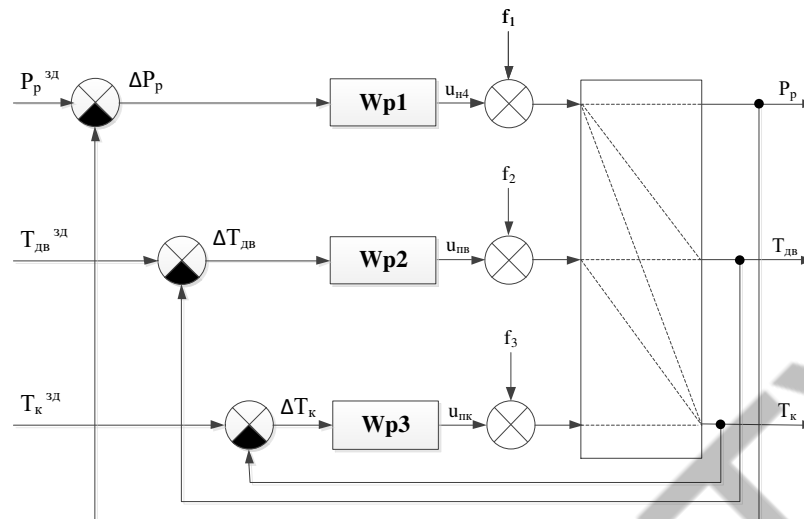 f₁
Pр зд
ΔPр
Wp1
uн4
Pр
f₂
Tдв зд
ΔTдв
Wp2
uпв
Tдв
f₃
Tк зд
ΔTк
Wp3
uпк
Tк